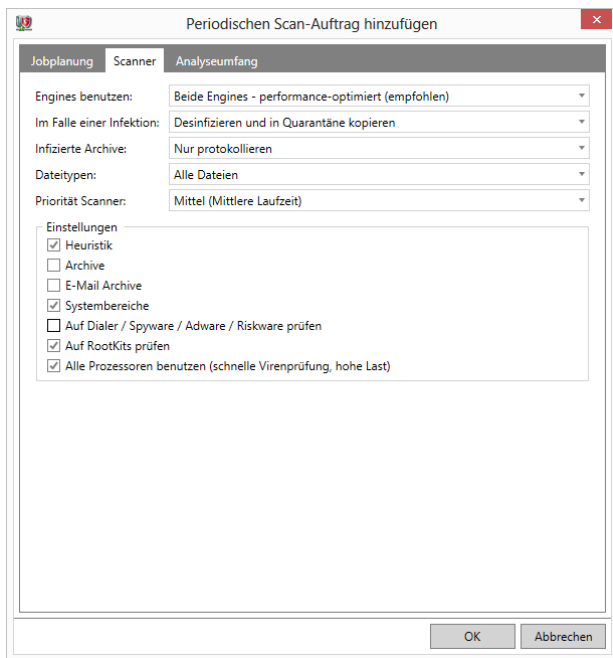 Periodischen Scan-Auftrag hinzufügen
Jobplanung Scanner Analyseumfang
Engines benutzen: Beide Engines - performance-optimiert (empfohlen)
Im Falle einer Infektion: Desinfizieren und in Quarantäne kopieren
Infizierte Archive: Nur protokollieren
Dateitypen: Alle Dateien
Priorität Scanner: Mittel (Mittlere Laufzeit)
Einstellungen
Heuristik
Archive
E-Mail Archive
Systembereiche
Auf Dialer / Spyware / Adware / Riskware prüfen
Auf RootKits prüfen
Alle Prozessoren benutzen (schnelle Virenprüfung, hohe Last)
OK Abbrechen